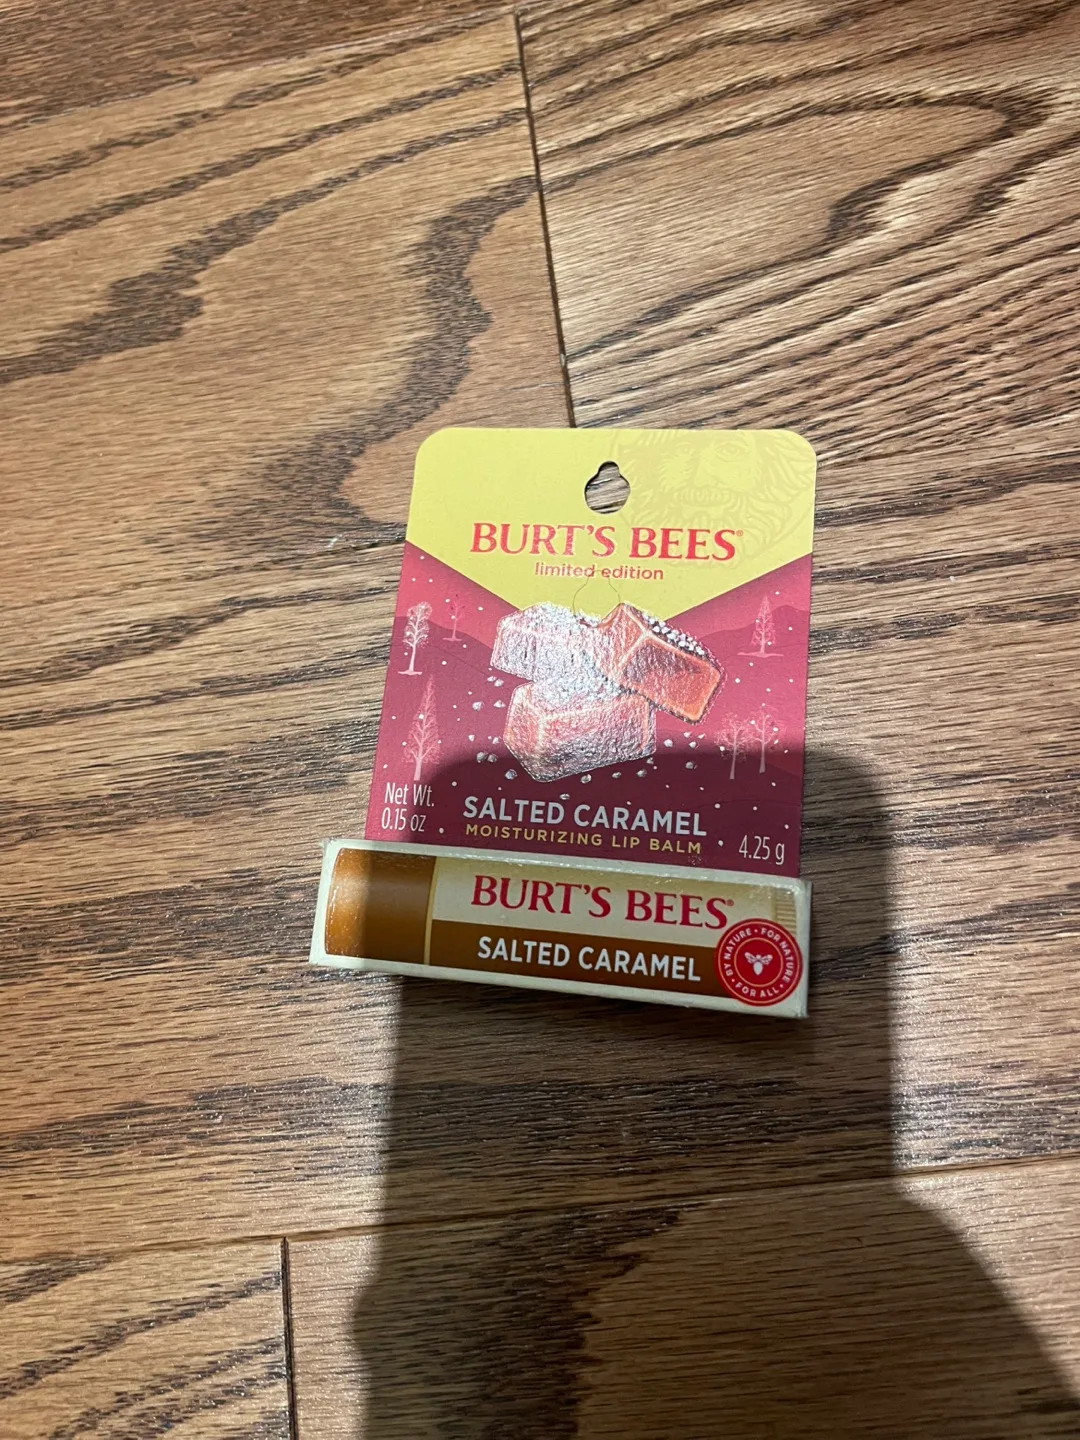 BURT'S BEES®
limited edition
Net Wt.
0.15 oz
SALTED CARAMEL
MOISTURIZING LIP BALM
4.25 g
BURT'S BEES®
SALTED CARAMEL
BY NATURE • FOR NATURE • FOR ALL •